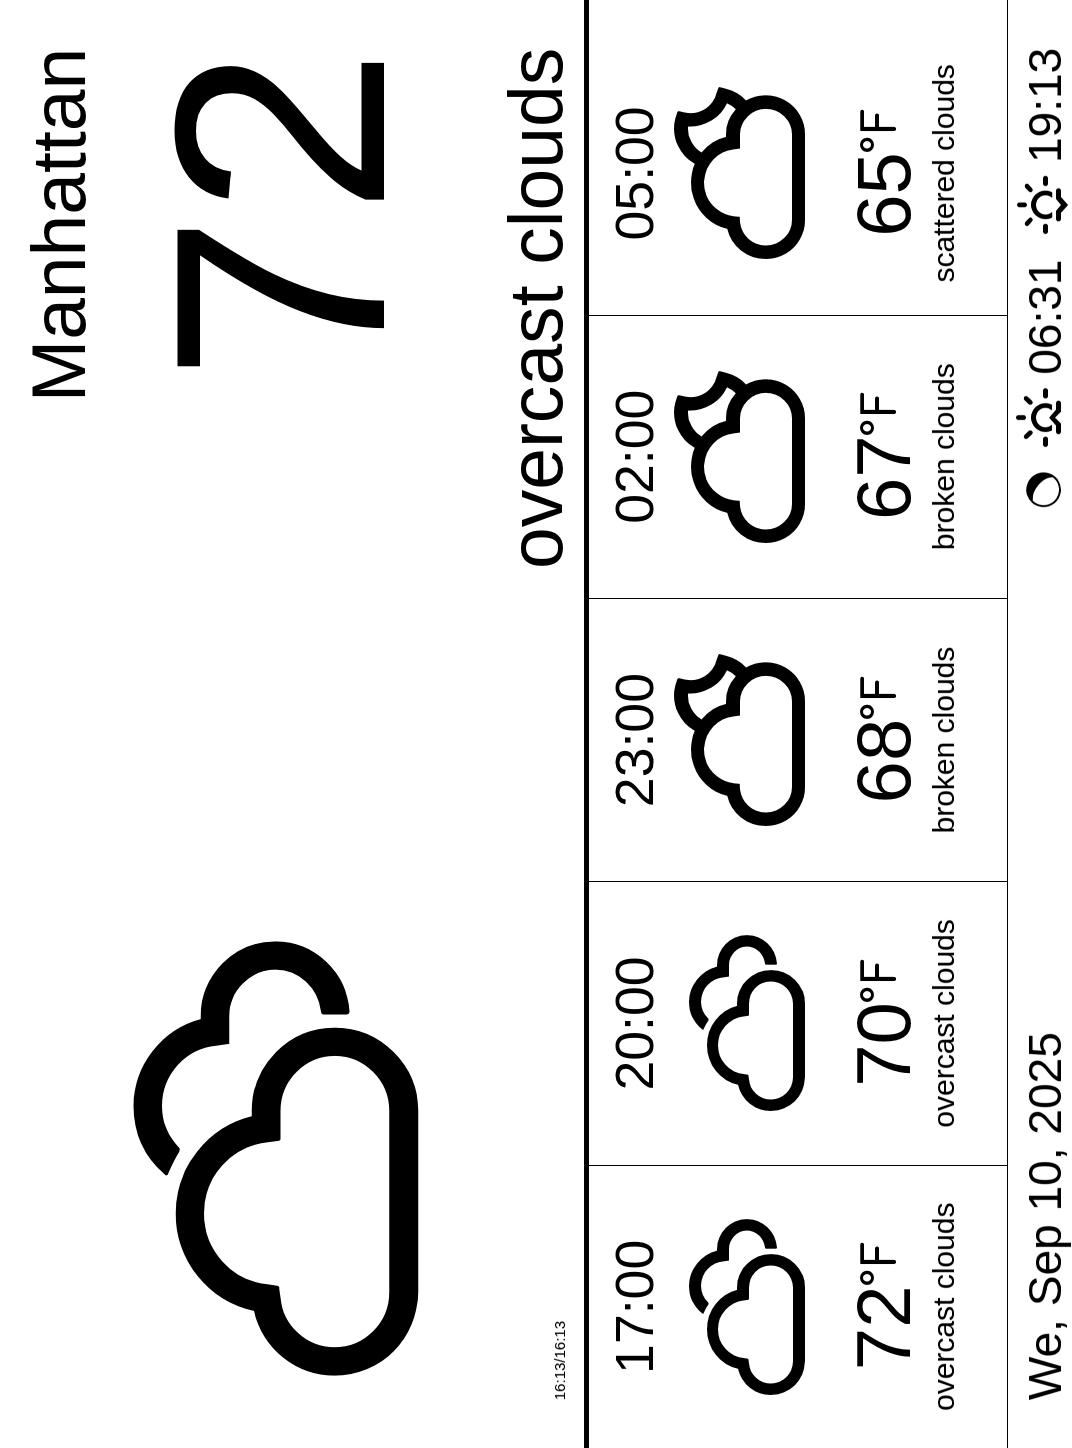 Manhattan
72
overcast clouds
16:13/16:13
17:00 20:00 23:00 02:00 05:00
72°F 70°F 68°F 67°F 65°F
overcast clouds overcast clouds broken clouds broken clouds scattered clouds
We, Sep 10, 2025 06:31 19:13